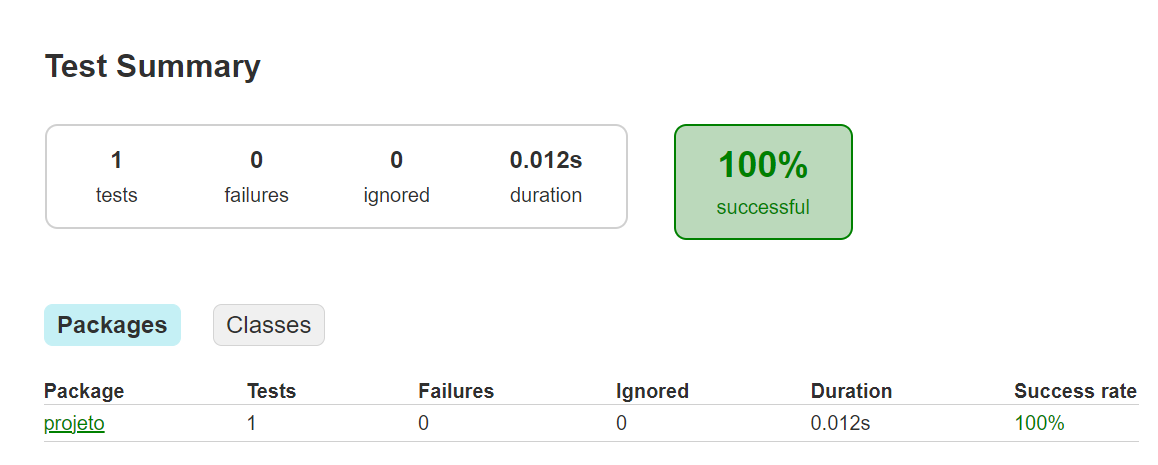 Test Summary
1 0 0 0.012s
tests failures ignored duration
100%
successful
Packages Classes
Package Tests Failures Ignored Duration Success rate
projeto 1 0 0 0.012s 100%